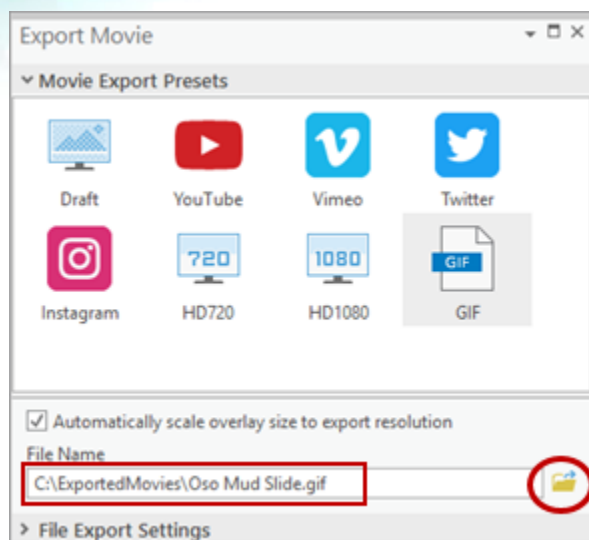 Export Movie
Movie Export Presets
Draft YouTube Vimeo Twitter
720 1080 GIF
Instagram HD720 HD1080 GIF
Automatically scale overlay size to export resolution
File Name
C:\ExportedMovies\Oso Mud Slide.gif
File Export Settings